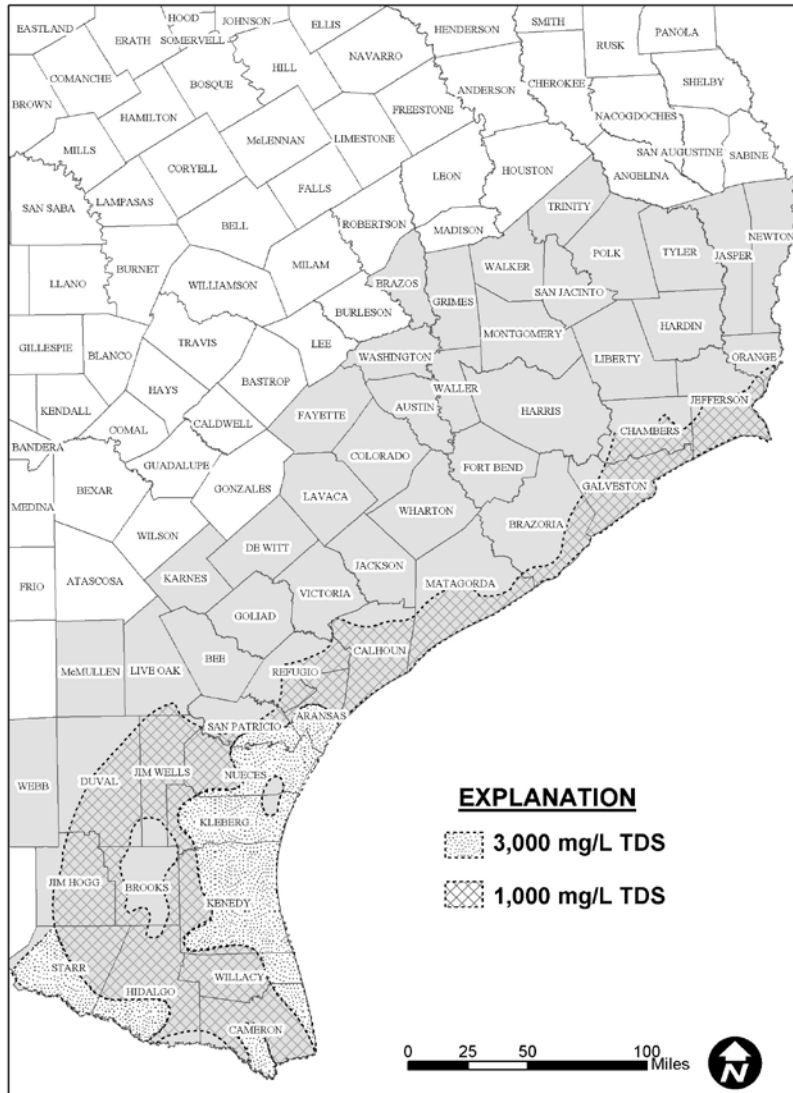 HOOD
JOHNSON
ELLIS
HENDERSON
SMITH
PANOLA
EASTLAND
ERATH
SOMERVELL
RUSK
HILL
NAVARRO
COMANCHE
BOSQUE
ANDERSON
CHEROKEE
SHELBY
BROWN
HAMILTON
FREESTONE
NACOGDOCHES
McLENNAN
LIMESTONE
MILLS
CORYELL
SAN AUGUSTINE
SABINE
LEON
HOUSTON
ANGELINA
FALLS
LAMPASAS
SAN SABA
TRINITY
BELL
ROBERTSON
MADISON
NEWTON
POLK
TYLER
JASPER
BURNET
MILAM
WALKER
LLANO
WILLIAMSON
BRAZOS
SAN JACINTO
GRIMES
BURLESON
MONTGOMERY
HARDIN
GILLESPIE
BLANCO
TRAVIS
LEE
WASHINGTON
LIBERTY
ORANGE
BASTROP
HAYS
WALLER
JEFFERSON
KENDALL
FAYETTE
AUSTIN
HARRIS
COMAL
CALDWELL
CHAMBERS
BANDERA
COLORADO
GUADALUPE
FORT BEND
BEXAR
GONZALES
GALVESTON
LAVACA
MEDINA
WHARTON
BRAZORIA
WILSON
DE WITT
JACKSON
FRIO
ATASCOSA
KARNES
MATAGORDA
VICTORIA
GOLIAD
CALHOUN
BEE
McMULLEN
LIVE OAK
REFUGIO
ARANSAS
SAN PATRICIO
WEBB
DUVAL
JIM WELLS
NUECES
KLEBERG
JIM HOGG
BROOKS
KENEDY
STARR
WILLACY
HIDALGO
CAMERON
EXPLANATION
3,000 mg/L TDS
1,000 mg/L TDS
0 25 50 100
Miles
N